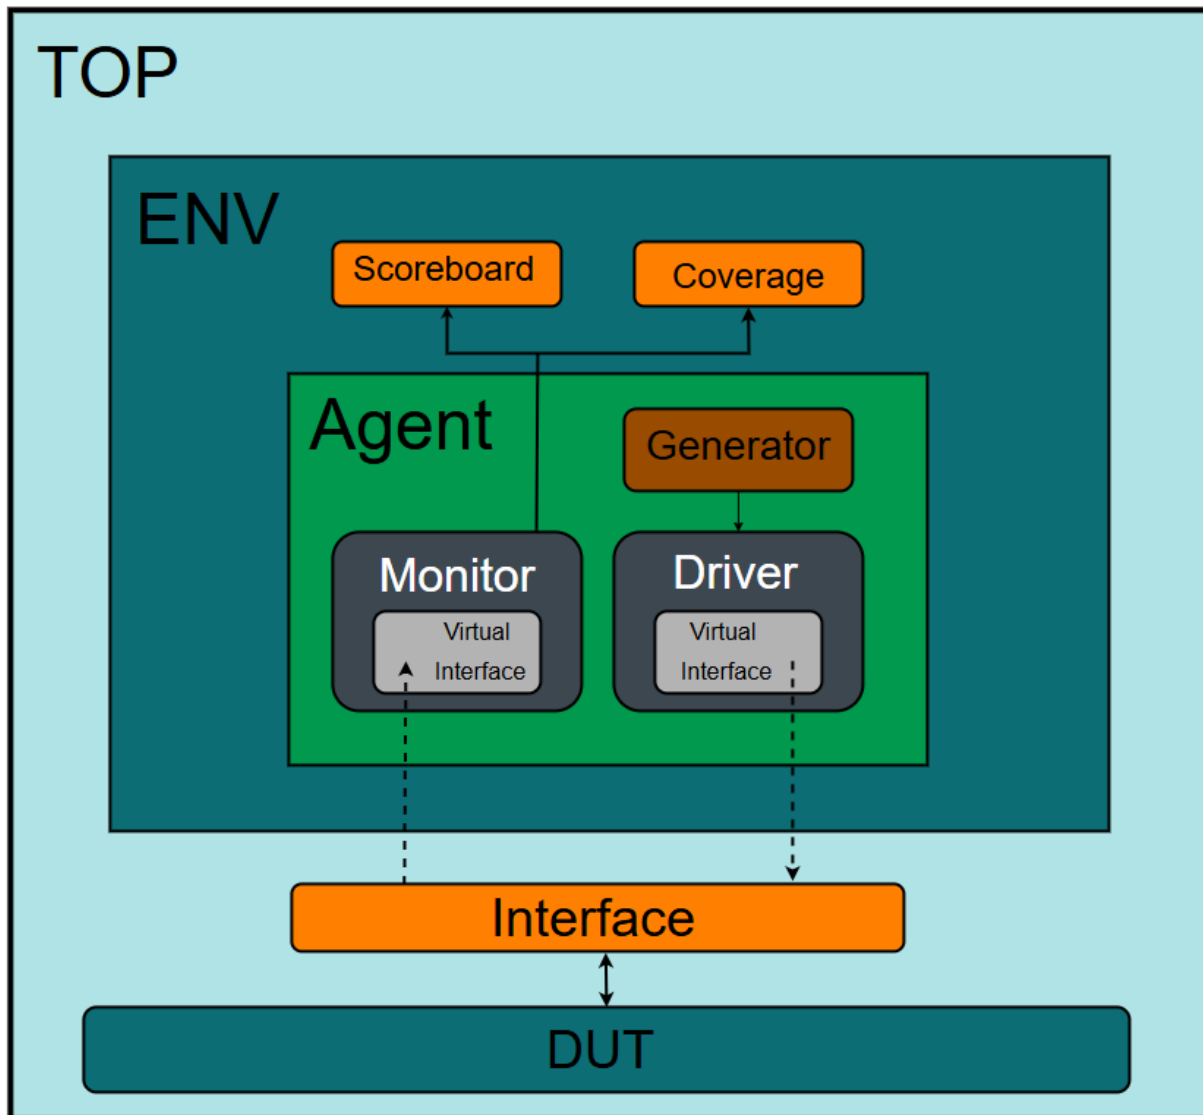 TOP
ENV
Scoreboard
Coverage
Agent
Generator
Monitor
Virtual
Interface
Driver
Virtual
Interface
Interface
DUT